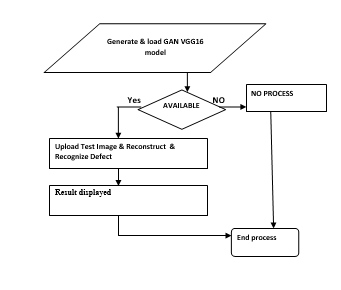 Generate & load GAN VGG16
model
Yes
AVAILABLE
NO
NO PROCESS
Upload Test Image & Reconstruct &
Recognize Defect
Result displayed
End process